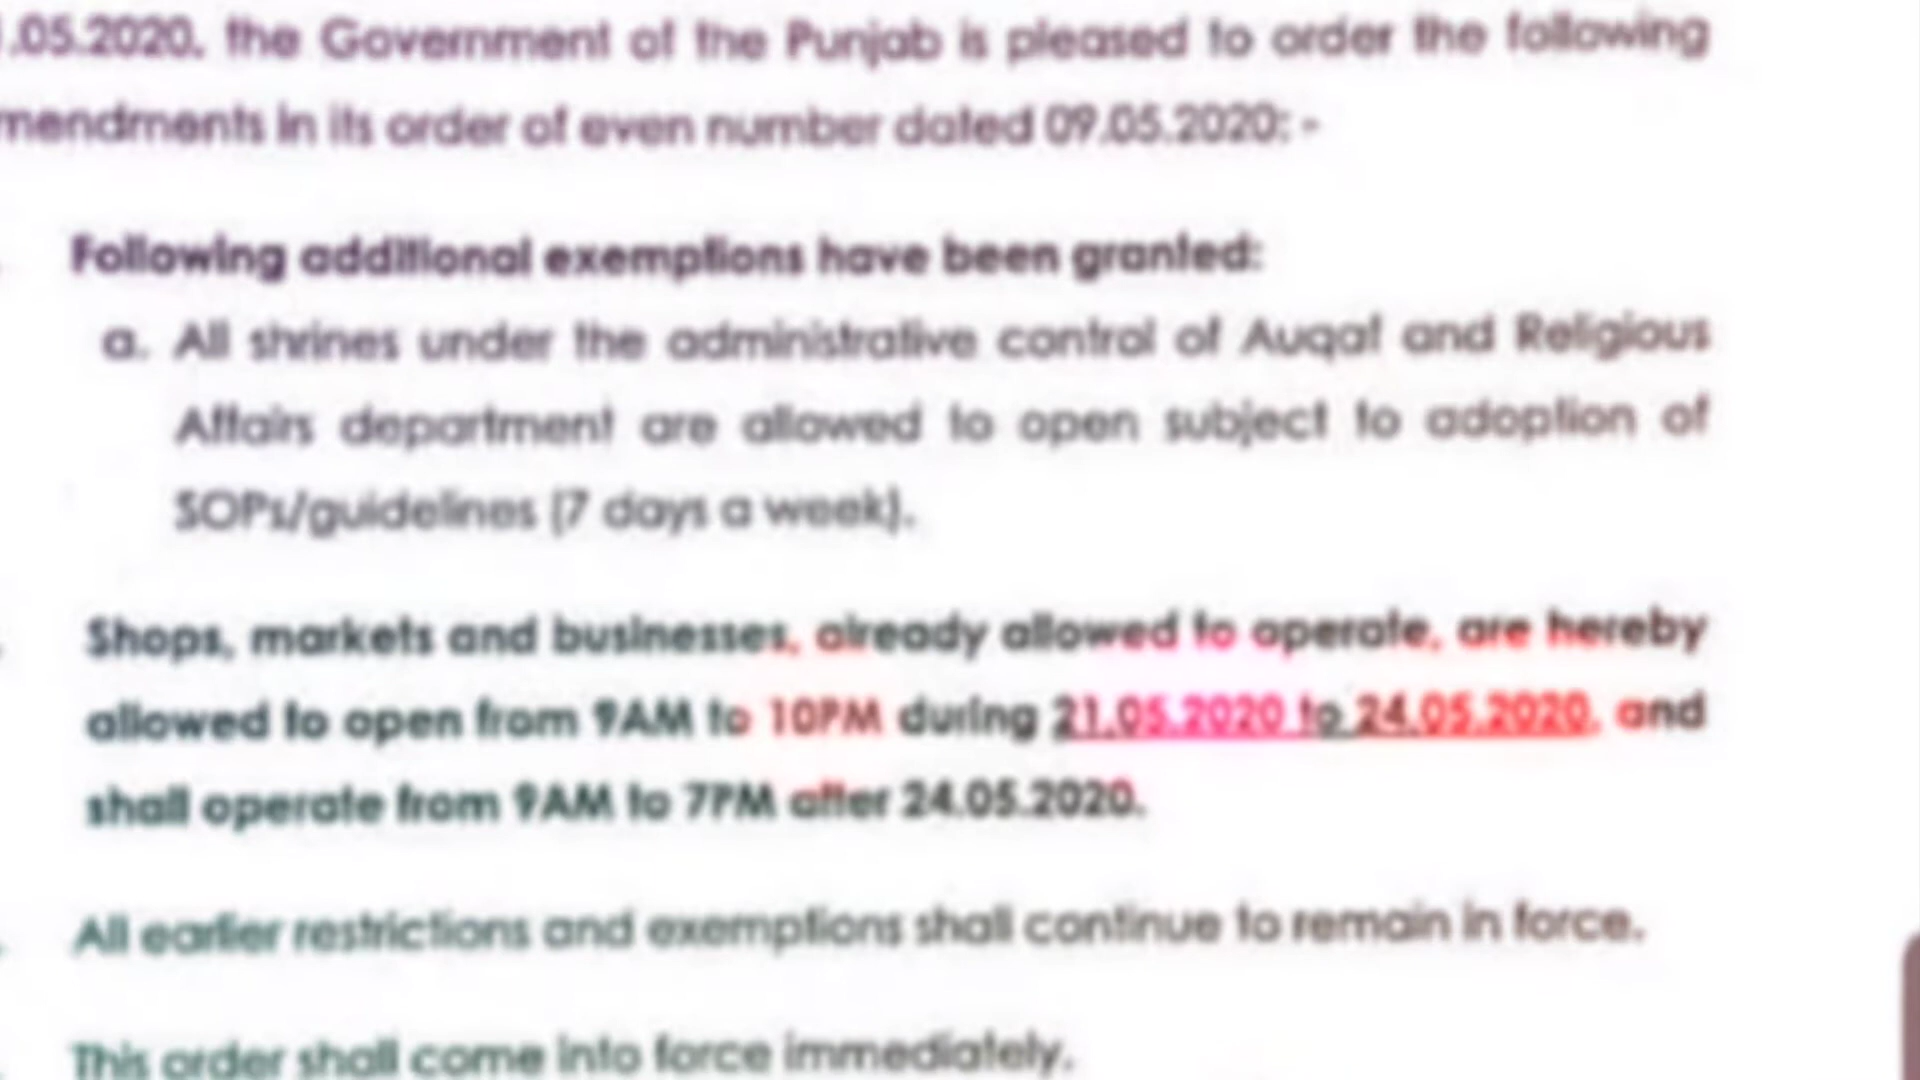 .05.2020, the Government of the Punjab is pleased to order the following
mendments in its order of even number dated 09.05.2020: -
Following additional exemptions have been granted:
a. All shrines under the administrative control of Auqaf and Religious
Affairs department are allowed to open subject to adoption of
SOPs/guidelines (7 days a week).
Shops, markets and businesses, already allowed to operate, are hereby
allowed to open from 9AM to 10PM during 21.05.2020 to 24.05.2020, and
shall operate from 9AM to 7PM after 24.05.2020.
All earlier restrictions and exemptions shall continue to remain in force.
This order shall come into force immediately.